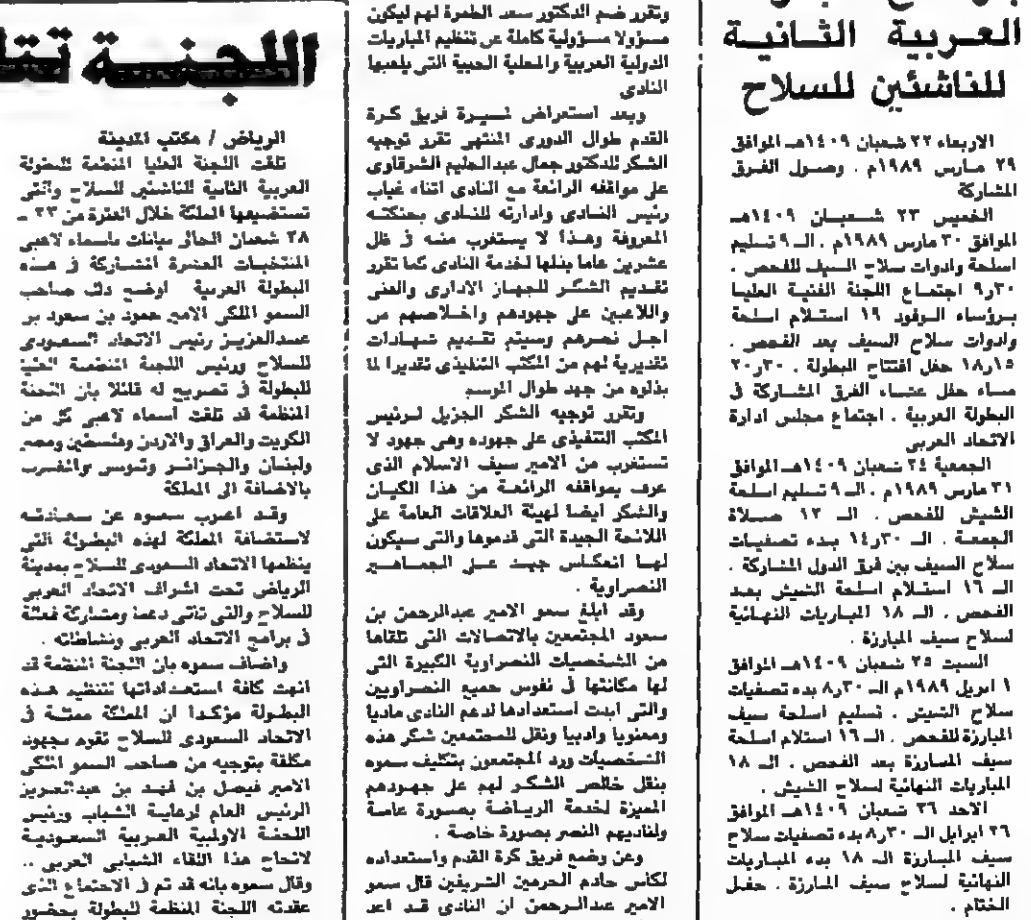 العربية الثانية
للناشئين للسلاح
الاربعاء ٢٢ شعبان ١٤٠٩هـ الموافق
٢٩ مارس ١٩٨٩م . وصول الفرق
المشاركة
الخميس ٢٣ شعبان ١٤٠٩هـ
الموافق ٣٠ مارس ١٩٨٩م . الـ ٩ تسليم
اسلحة وادوات سلاح السيف للفحص .
٩٫٣٠ اجتماع اللجنة الفنية العليا
برؤساء الوفود ١٩ استلام اسلحة
وادوات سلاح السيف بعد الفحص .
١٨٫١٥ حفل افتتاح البطولة . ٢٠٫٣٠
مساء حفل عشاء الفرق المشاركة في
البطولة العربية . اجتماع مجلس ادارة
الاتحاد العربي
الجمعية ٢٤ شعبان ١٤٠٩هـ الموافق
٣١ مارس ١٩٨٩م . الـ ٩ تسليم اسلحة
الشيش للفحص . الـ ١٢ صلاة
الجمعة . الـ ١٤٫٣٠ بدء تصفيات
سلاح السيف بين فرق الدول المشاركة .
الـ ١٦ استلام اسلحة الشيش بعد
الفحص . الـ ١٨ المباريات النهائية
لسلاح سيف المبارزة .
السبت ٢٥ شعبان ١٤٠٩هـ الموافق
١ ابريل ١٩٨٩م الـ ٨٫٣٠ بدء تصفيات
سلاح الشيش . تسليم اسلحة سيف
المبارزة للفحص . الـ ١٦ استلام اسلحة
سيف المبارزة بعد الفحص . الـ ١٨
المباريات النهائية لسلاح الشيش .
الاحد ٢٦ شعبان ١٤٠٩هـ الموافق
٢٦ ابرايل الـ ٨٫٣٠ بدء تصفيات سلاح
سيف المبارزة الـ ١٨ بدء المباريات
النهائية لسلاح سيف المبارزة . حفل
الختام .
وتقرر ضم الدكتور سعد الطمرة لهم ليكون
مسؤولا مسؤولية كاملة عن تنظيم المباريات
الدولية العربية والمحلية الحبية التي يلعبها
النادي
وبعد استعراض لمسيرة فريق كرة
القدم طوال الدوري المنتهي تقرر توجيه
الشكر للدكتور جمال عبدالحليم الشرقاوي
على مواقفه الرائعة مع النادي اثناء غياب
رئيس النادي وادارته للنادي بحنكته
المعروفة وهذا لا يستغرب منه في ظل
عشرين عاما بذلها لخدمة النادي كما تقرر
تقديم الشكر للجهاز الاداري والفني
واللاعبين على جهودهم واخلاصهم من
اجل نصرهم وسيتم تقديم شهادات
تقديرية لهم من المكتب التنفيذي تقديرا لما
بذلوه من جهد طوال الموسم
وتقرر توجيه الشكر الجزيل لرئيس
المكتب التنفيذي على جهوده وهى جهود لا
تستغرب من الامير سيف الاسلام الذي
عرف بمواقفه الرائعة من هذا الكيان
والشكر ايضا لهيئة العلاقات العامة على
اللائحة الجيدة التي قدموها والتي سيكون
لها انعكاس جيد على الجماهير
النصراوية .
وقد ابلغ سمو الامير عبدالرحمن بن
سعود المجتمعين بالاتصالات التي تلقاها
من الشخصيات النصراوية الكبيرة التي
لها مكانتها في نفوس جميع النصراويين
والتي ابدت استعدادها لدعم النادي ماديا
ومعنويا وادبيا ونقل للمجتمعين شكر هذه
الشخصيات ورد المجتمعون بتكليف سموه
بنقل خالص الشكر لهم على جهودهم
المميزة لخدمة الرياضة بصورة عامة
ولناديهم النصر بصورة خاصة .
وعن وضع فريق كرة القدم واستعداده
لكأس خادم الحرمين الشريفين قال سمو
الامير عبدالرحمن ان النادي قد اعد
اللجنـة
الرياض / مكتب المدينة
تلقت اللجنة العليا المنظمة للبطولة
العربية الثانية للناشئين للسلاح والتي
تستضيفها المملكة خلال الفترة من ٢٣ ـ
٢٨ شعبان الحالي بيانات باسماء لاعبي
المنتخبات العشرة المشاركة في هذه
البطولة العربية اوضح ذلك صاحب
السمو الملكي الامير حمود بن سعود بن
عبدالعزيز رئيس الاتحاد السعودي
للسلاح ورئيس اللجنة المنظمة العليا
للبطولة في تصريح له قائلا بان اللجنة
المنظمة قد تلقت اسماء لاعبي كل من
الكويت والعراق والاردن وفلسطين ومصر
ولبنان والجزائر وتونس والمغرب
بالاضافة الى المملكة
وقد اعرب سموه عن سعادته
لاستضافة المملكة لهذه البطولة التي
ينظمها الاتحاد السعودي للسلاح بمدينة
الرياض تحت اشراف الاتحاد العربي
للسلاح والتي تأتي دعما ومشاركة فعالة
في برامج الاتحاد العربي ونشاطاته .
واضاف سموه بان اللجنة المنظمة قد
انهت كافة استعداداتها لتنظيم هذه
البطولة مؤكدا ان المملكة ممثلة في
الاتحاد السعودي للسلاح تقوم بجهود
مكثفة بتوجيه من صاحب السمو الملكي
الامير فيصل بن فهد بن عبدالعزيز
الرئيس العام لرعاية الشباب ورئيس
اللجنة الاولمبية العربية السعودية
لانجاح هذا اللقاء الشبابي العربي ..
وقال سموه بانه قد تم في الاجتماع الذي
عقدته اللجنة المنظمة للبطولة بحضور